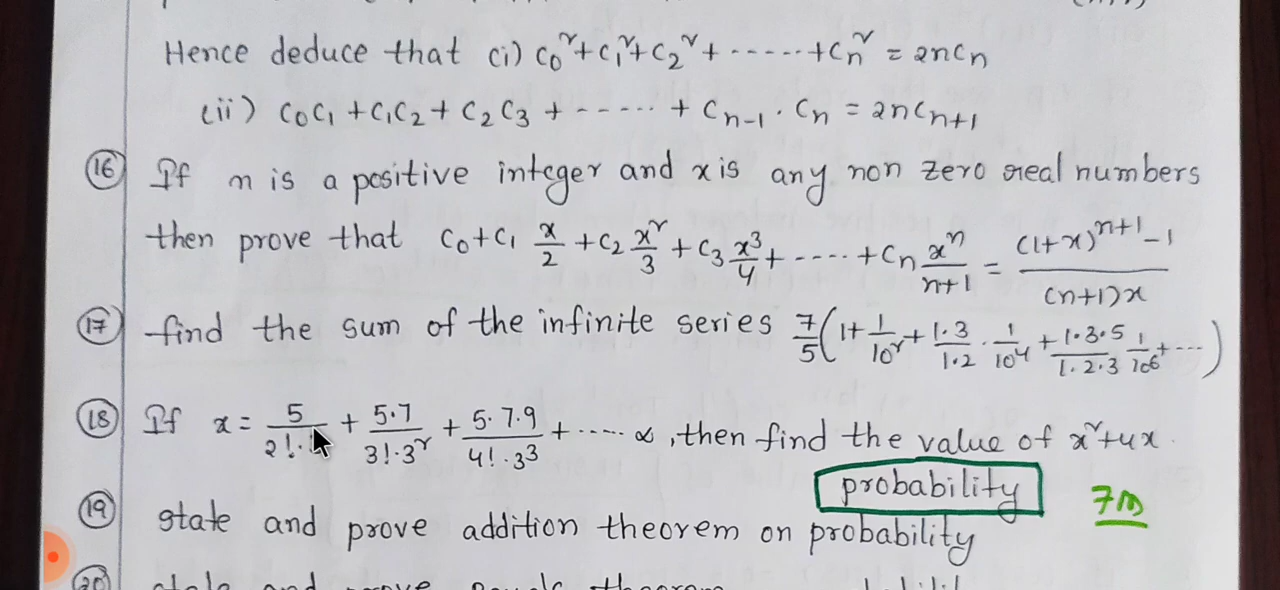 Hence deduce that (i) C₀² + C₁² + C₂² + ------ + Cₙ² = 2nCn
(ii) C₀C₁ + C₁C₂ + C₂C₃ + ------ + Cₙ₋₁ · Cₙ = 2nCn+1
16 If n is a positive integer and x is any non zero real numbers
then prove that C₀ + C₁ x/2 + C₂ x²/3 + C₃ x³/4 + ---- + Cₙ xⁿ/n+1 = (1+x)ⁿ⁺¹-1/(n+1)x
17 find the sum of the infinite series 7/5(1+1/10²+1·3/1·2·1/10⁴+1·3·5/1·2·3 1/10⁶+---)
18 If x = 5/2!· + 5·7/3!·3² + 5·7·9/4!·3³ + ----- ∝, then find the value of x²+4x.
probability 7M
19 state and prove addition theorem on probability
20 state and prove theorem